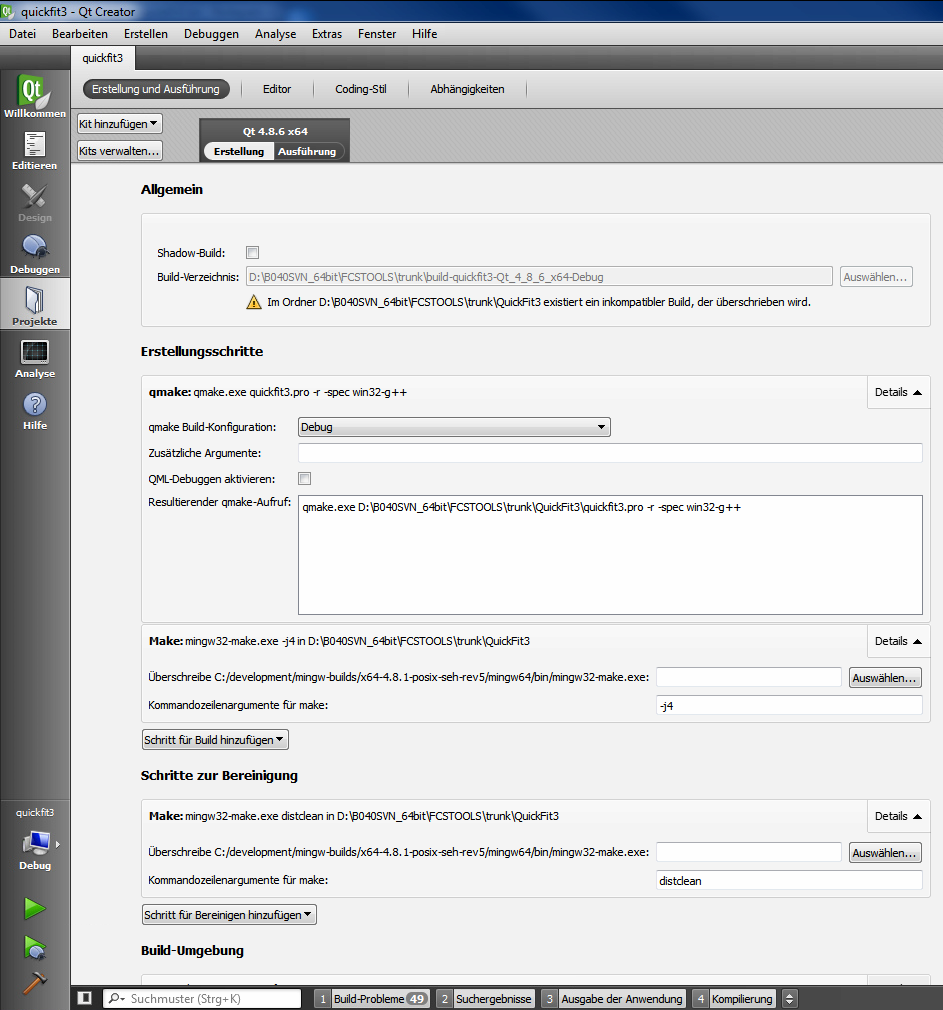 quickfit3 - Qt Creator
Datei Bearbeiten Erstellen Debuggen Analyse Extras Fenster Hilfe
quickfit3
Erstellung und Ausführung Editor Coding-Stil Abhängigkeiten
Qt
Willkommen
Editieren
Design
Debuggen
Projekte
Analyse
Hilfe
Kit hinzufügen
Kits verwalten...
Qt 4.8.6 x64
Erstellung Ausführung
Allgemein
Shadow-Build:
Build-Verzeichnis: D:\B040SVN_64bit\FCSTOOLS\trunk\build-quickfit3-Qt_4_8_6_x64-Debug Auswählen...
Im Ordner D:\B040SVN_64bit\FCSTOOLS\trunk\QuickFit3 existiert ein inkompatibler Build, der überschrieben wird.
Erstellungsschritte
qmake: qmake.exe quickfit3.pro -r -spec win32-g++ Details
qmake Build-Konfiguration: Debug
Zusätzliche Argumente:
QML-Debuggen aktivieren:
Resultierender qmake-Aufruf: qmake.exe D:\B040SVN_64bit\FCSTOOLS\trunk\QuickFit3\quickfit3.pro -r -spec win32-g++
Make: mingw32-make.exe -j4 in D:\B040SVN_64bit\FCSTOOLS\trunk\QuickFit3 Details
Überschreibe C:/development/mingw-builds/x64-4.8.1-posix-seh-rev5/mingw64/bin/mingw32-make.exe: Auswählen...
Kommandozeilenargumente für make: -j4
Schritt für Build hinzufügen
Schritte zur Bereinigung
Make: mingw32-make.exe distclean in D:\B040SVN_64bit\FCSTOOLS\trunk\QuickFit3 Details
Überschreibe C:/development/mingw-builds/x64-4.8.1-posix-seh-rev5/mingw64/bin/mingw32-make.exe: Auswählen...
Kommandozeilenargumente für make: distclean
Schritt für Bereinigen hinzufügen
Build-Umgebung
quickfit3
Debug
Suchmuster (Strg+K) 1 Build-Probleme 49 2 Suchergebnisse 3 Ausgabe der Anwendung 4 Kompilierung